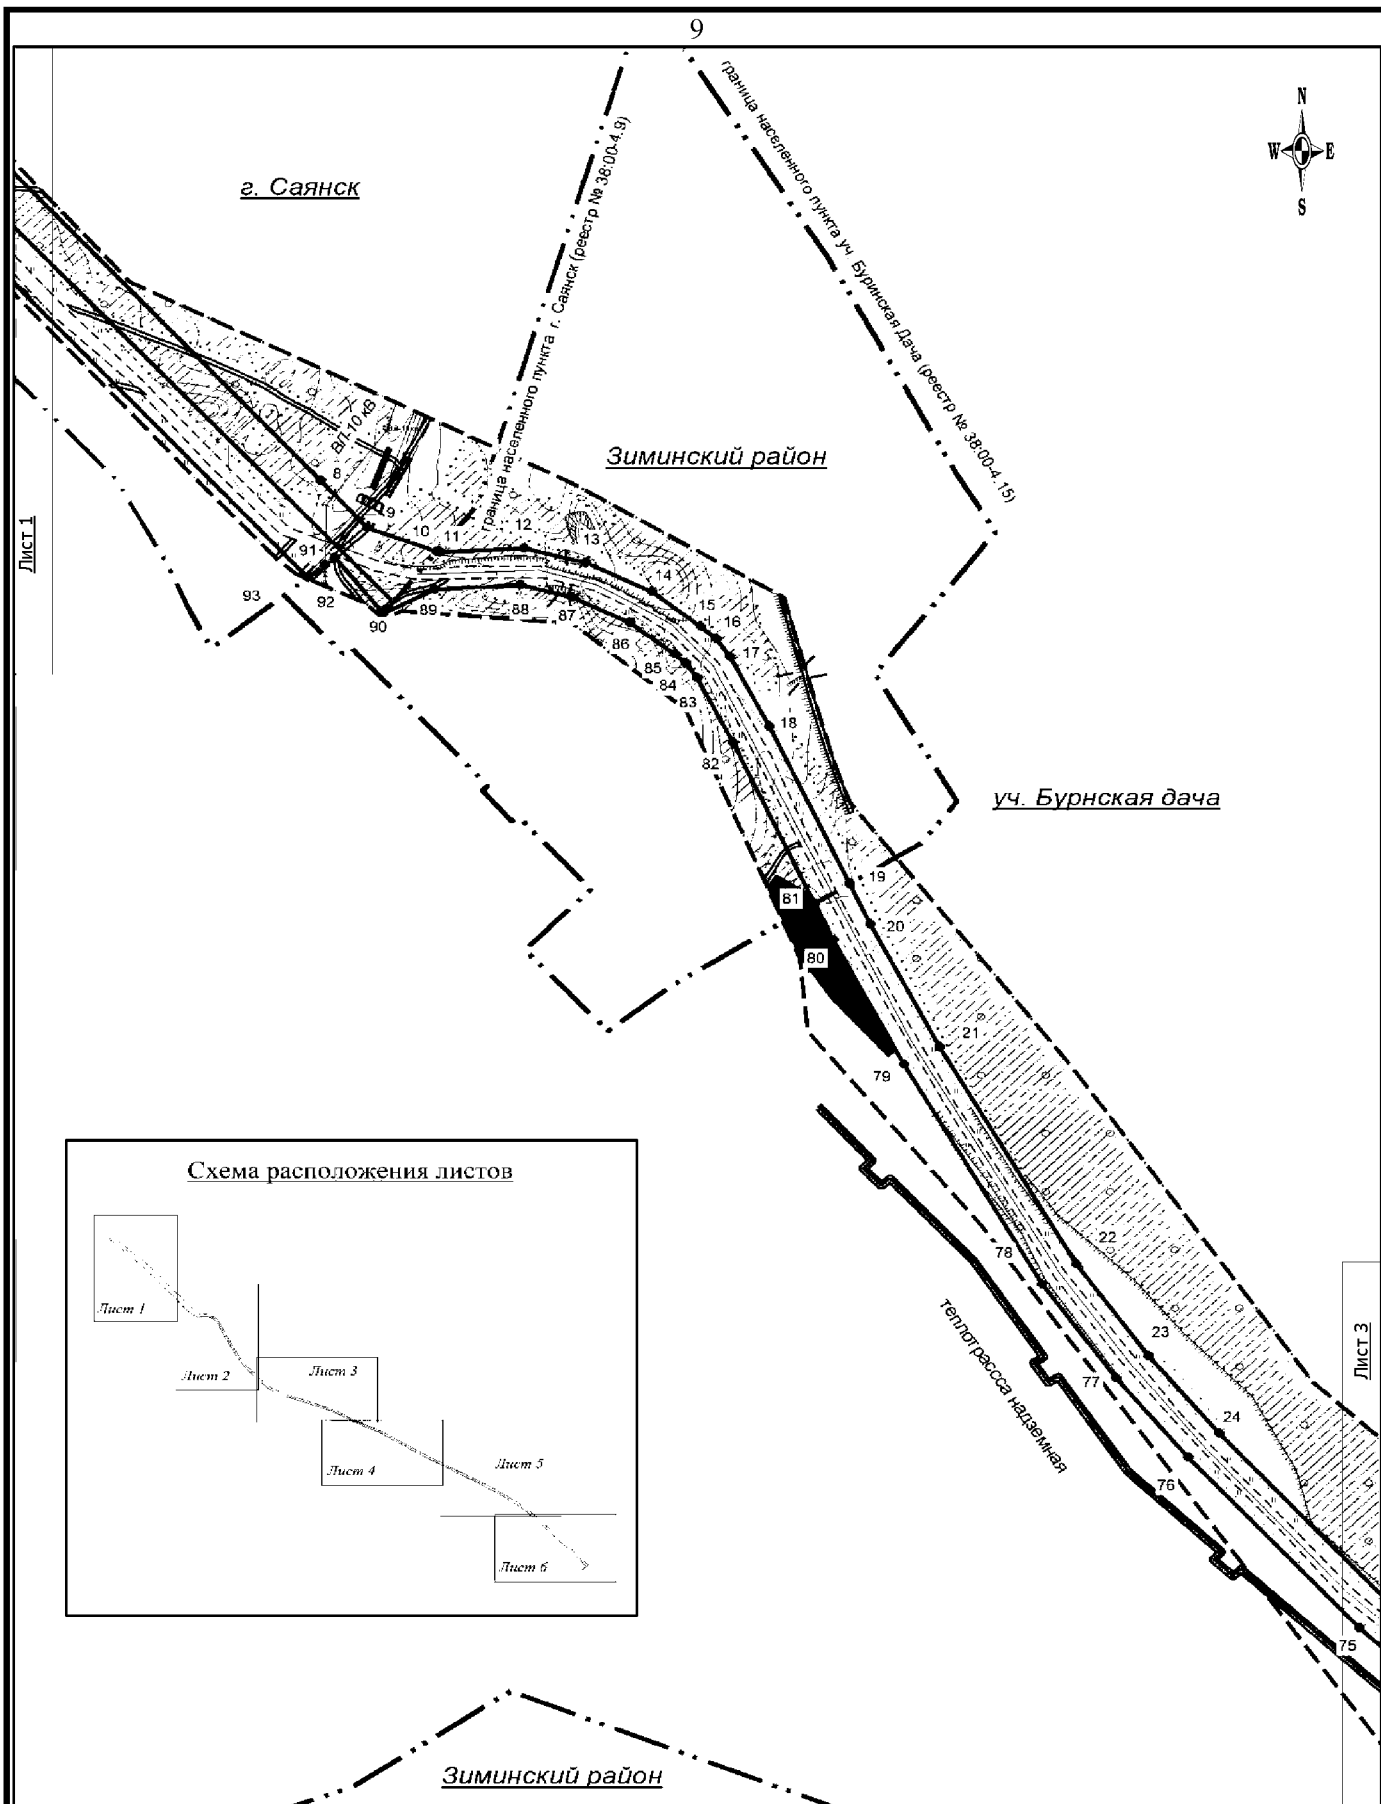 9
N
W E
S
г. Саянск
граница населенного пункта г. Саянск (реестр № 38:00-4.9)
граница населенного пункта уч. Буринская Дача (реестр № 38:00-4.15)
Зиминский район
ВЛ-10 кВ
Лист 1
8
9
10
11
12
13
14
15
16
17
18
19
20
21
22
23
24
93
92
91
90
89
88
87
86
85
84
83
82
81
80
79
78
77
76
75
уч. Бурнская дача
теплотрассса надземная
Лист 3
Схема расположения листов
Лист 1
Лист 2
Лист 3
Лист 4
Лист 5
Лист 6
Зиминский район